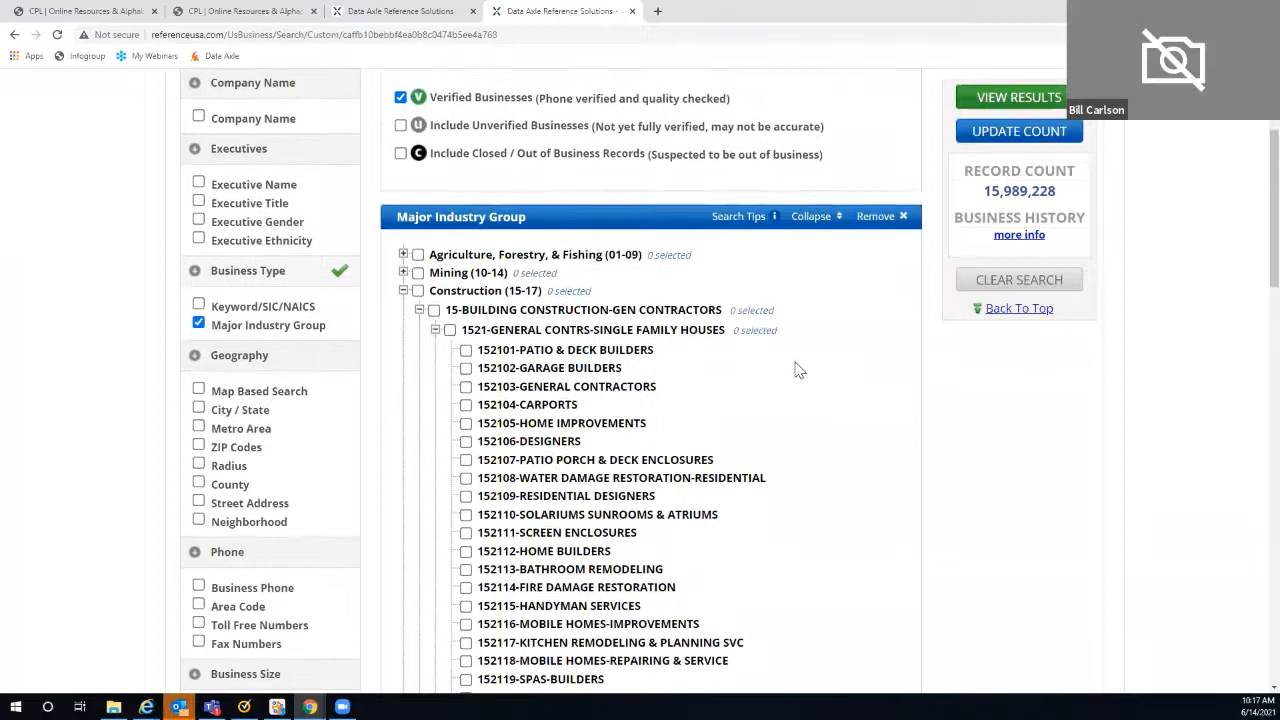 CPL | Online Resources & Alphab
CPL | Online Resources & Alphab
Data Axle Reference Solutions
Data Axle Reference Solutions -
Not secure | referenceusa.com/UsBusiness/Search/Custom/caffb10bebbf4ea0b8c0474b5ee4a768
Apps
Infogroup
My Webinars
Data Axle
Bill Carlson
Company Name
Company Name
Executives
Executive Name
Executive Title
Executive Gender
Executive Ethnicity
Business Type
Keyword/SIC/NAICS
Major Industry Group
Geography
Map Based Search
City / State
Metro Area
ZIP Codes
Radius
County
Street Address
Neighborhood
Phone
Business Phone
Area Code
Toll Free Numbers
Fax Numbers
Business Size
V Verified Businesses (Phone verified and quality checked)
u Include Unverified Businesses (Not yet fully verified, may not be accurate)
C Include Closed / Out of Business Records (Suspected to be out of business)
Major Industry Group Search Tips i Collapse Remove
Agriculture, Forestry, & Fishing (01-09) 0 selected
Mining (10-14) 0 selected
Construction (15-17) 0 selected
15-BUILDING CONSTRUCTION-GEN CONTRACTORS 0 selected
1521-GENERAL CONTRS-SINGLE FAMILY HOUSES 0 selected
152101-PATIO & DECK BUILDERS
152102-GARAGE BUILDERS
152103-GENERAL CONTRACTORS
152104-CARPORTS
152105-HOME IMPROVEMENTS
152106-DESIGNERS
152107-PATIO PORCH & DECK ENCLOSURES
152108-WATER DAMAGE RESTORATION-RESIDENTIAL
152109-RESIDENTIAL DESIGNERS
152110-SOLARIUMS SUNROOMS & ATRIUMS
152111-SCREEN ENCLOSURES
152112-HOME BUILDERS
152113-BATHROOM REMODELING
152114-FIRE DAMAGE RESTORATION
152115-HANDYMAN SERVICES
152116-MOBILE HOMES-IMPROVEMENTS
152117-KITCHEN REMODELING & PLANNING SVC
152118-MOBILE HOMES-REPAIRING & SERVICE
152119-SPAS-BUILDERS
VIEW RESULTS
UPDATE COUNT
RECORD COUNT
15,989,228
BUSINESS HISTORY
more info
CLEAR SEARCH
Back To Top
10:17 AM
6/14/2021